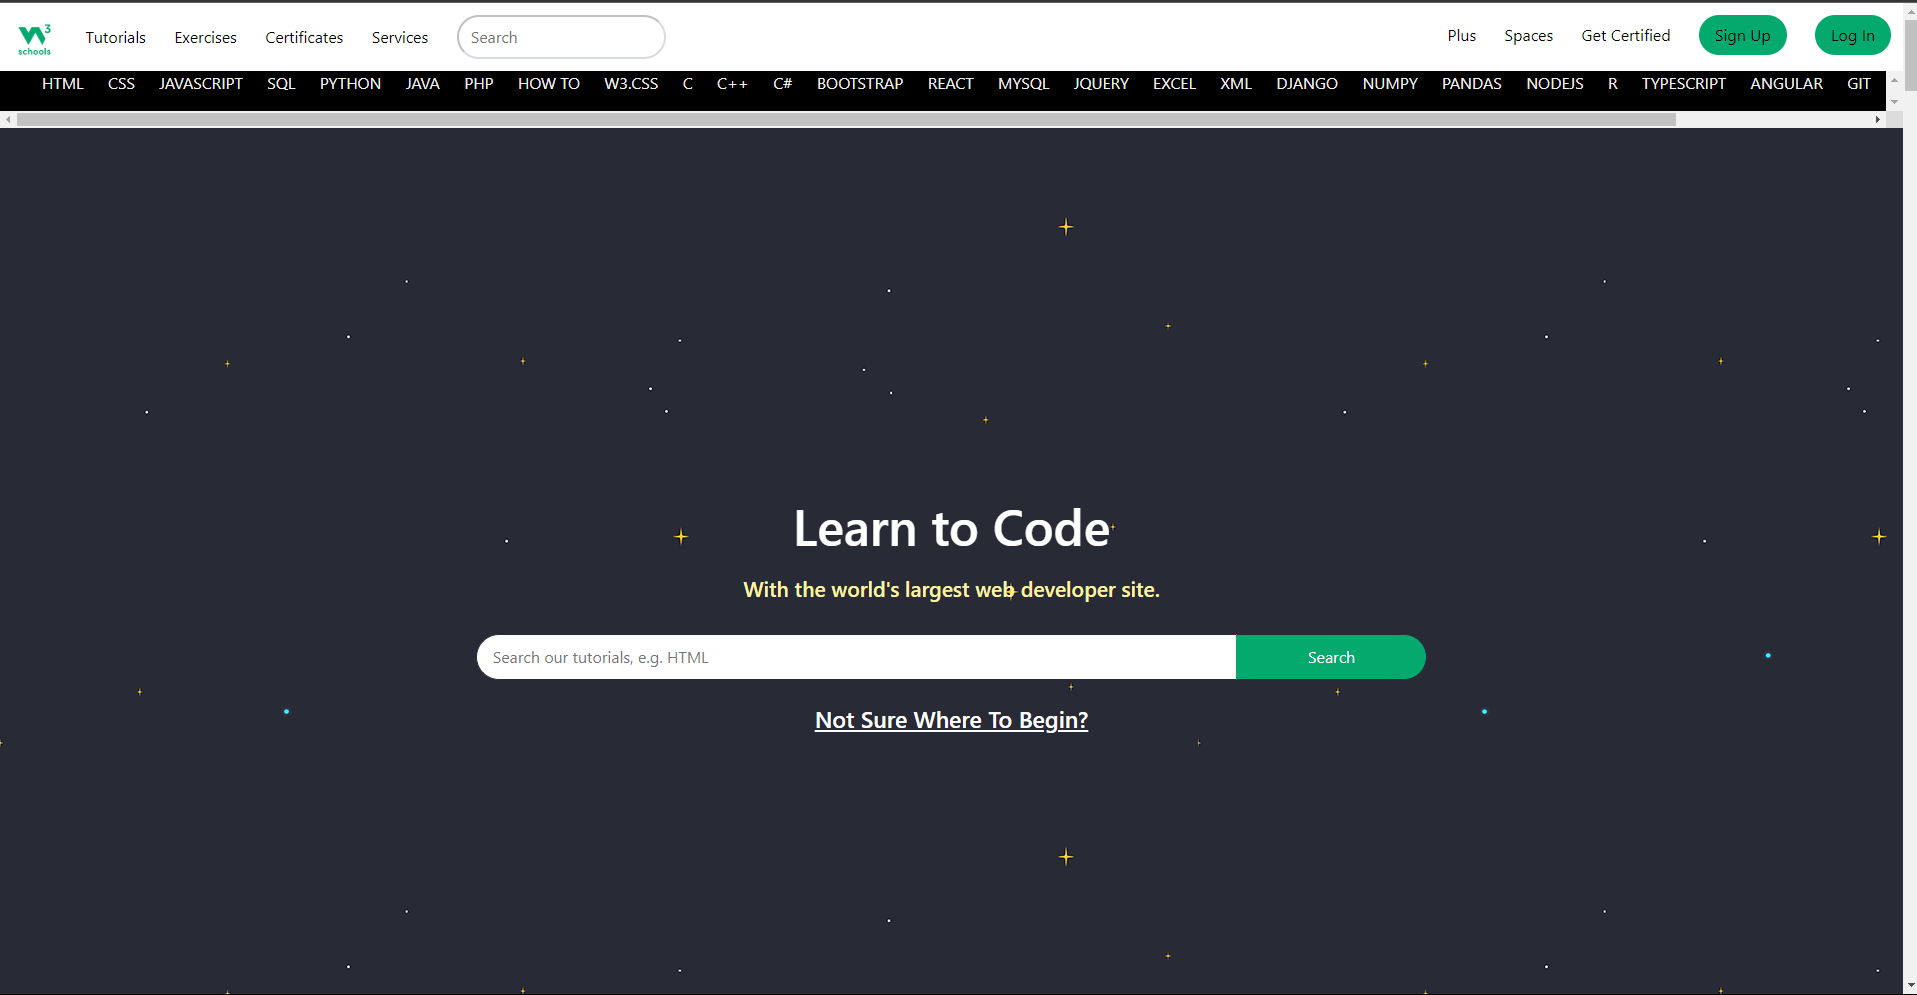 W3 schools
Tutorials Exercises Certificates Services Search Plus Spaces Get Certified Sign Up Log In
HTML CSS JAVASCRIPT SQL PYTHON JAVA PHP HOW TO W3.CSS C C++ C# BOOTSTRAP REACT MYSQL JQUERY EXCEL XML DJANGO NUMPY PANDAS NODEJS R TYPESCRIPT ANGULAR GIT
Learn to Code
With the world's largest web developer site.
Search our tutorials, e.g. HTML Search
Not Sure Where To Begin?